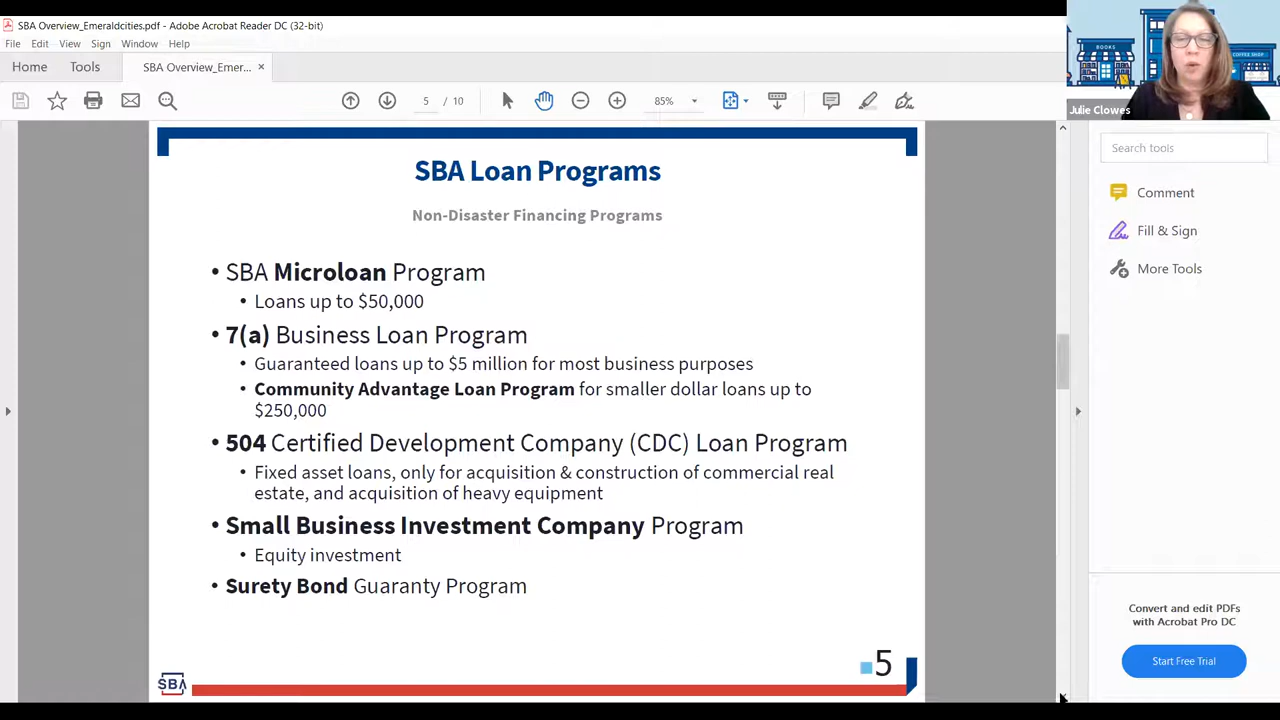 SBA Overview_Emeraldcities.pdf - Adobe Acrobat Reader DC (32-bit)
File Edit View Sign Window Help
Home Tools SBA Overview_Emer... ×
5 / 10 85%
BOOKS
COFFEE SHOP
Julie Clowes
SBA Loan Programs
Non-Disaster Financing Programs
• SBA Microloan Program
• Loans up to $50,000
• 7(a) Business Loan Program
• Guaranteed loans up to $5 million for most business purposes
• Community Advantage Loan Program for smaller dollar loans up to
$250,000
• 504 Certified Development Company (CDC) Loan Program
• Fixed asset loans, only for acquisition & construction of commercial real
estate, and acquisition of heavy equipment
• Small Business Investment Company Program
• Equity investment
• Surety Bond Guaranty Program
5
SBA
Search tools
Comment
Fill & Sign
More Tools
Convert and edit PDFs
with Acrobat Pro DC
Start Free Trial